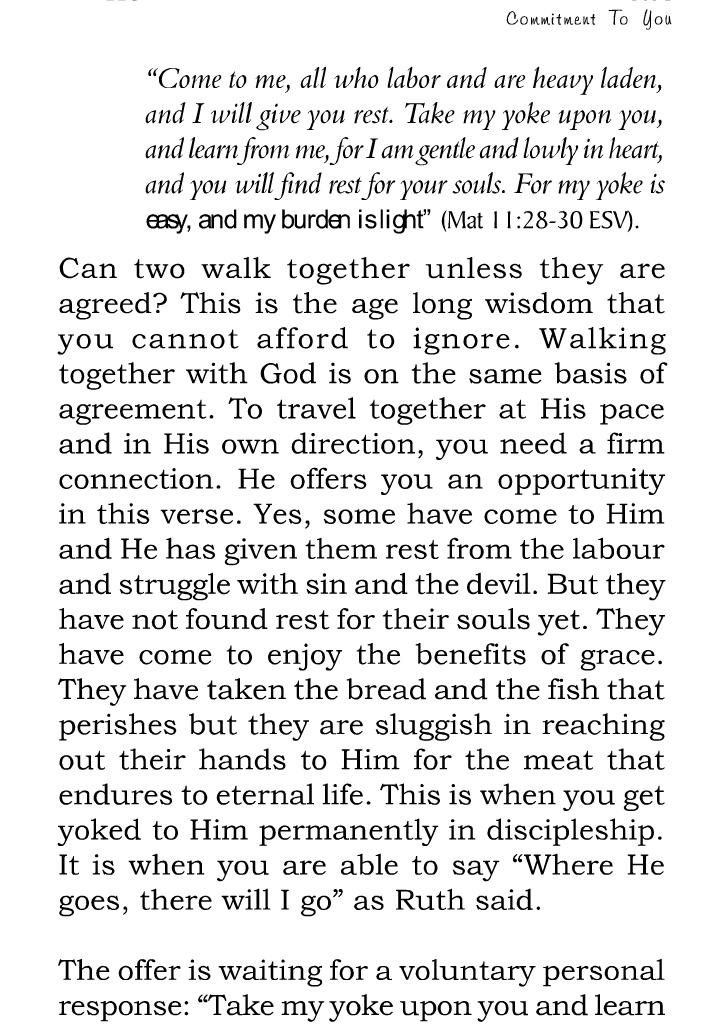 Commitment To You
“Come to me, all who labor and are heavy laden,
and I will give you rest. Take my yoke upon you,
and learn from me, for I am gentle and lowly in heart,
and you will find rest for your souls. For my yoke is
easy, and my burden is light” (Mat 11:28-30 ESV).
Can two walk together unless they are
agreed? This is the age long wisdom that
you cannot afford to ignore. Walking
together with God is on the same basis of
agreement. To travel together at His pace
and in His own direction, you need a firm
connection. He offers you an opportunity
in this verse. Yes, some have come to Him
and He has given them rest from the labour
and struggle with sin and the devil. But they
have not found rest for their souls yet. They
have come to enjoy the benefits of grace.
They have taken the bread and the fish that
perishes but they are sluggish in reaching
out their hands to Him for the meat that
endures to eternal life. This is when you get
yoked to Him permanently in discipleship.
It is when you are able to say “Where He
goes, there will I go” as Ruth said.
The offer is waiting for a voluntary personal
response: “Take my yoke upon you and learn